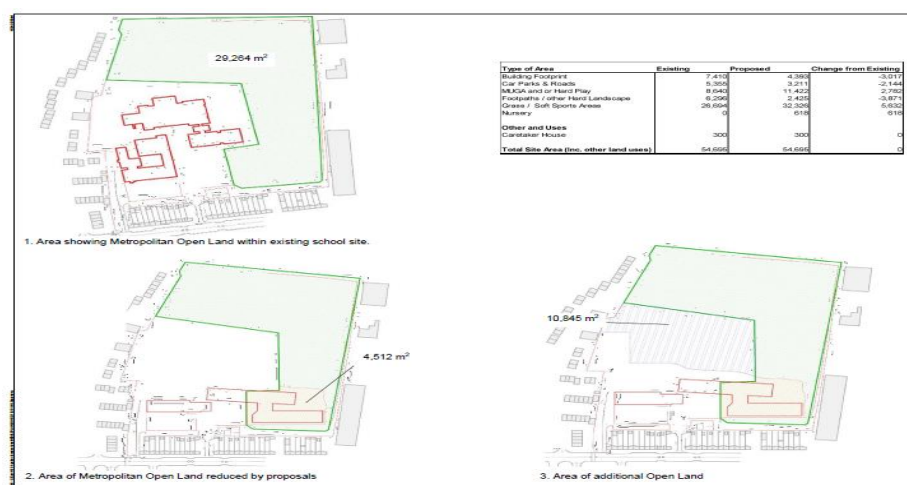 29,264 m²
Type of Area Existing Proposed Change from Existing
Building Footprint 7,410 4,393 -3,017
Car Parks & Roads 5,355 3,211 -2,144
MUGA and or Hard Play 8,640 11,422 2,782
Footpaths / other Hard Landscape 6,296 2,425 -3,871
Grass / Soft Sports Areas 26,694 32,326 5,632
Nursery 0 618 618
Other and Uses
Caretaker House 300 300 0
Total Site Area (Inc. other land uses) 54,695 54,695 0
1. Area showing Metropolitan Open Land within existing school site.
4,512 m²
2. Area of Metropolitan Open Land reduced by proposals
10,845 m²
3. Area of additional Open Land